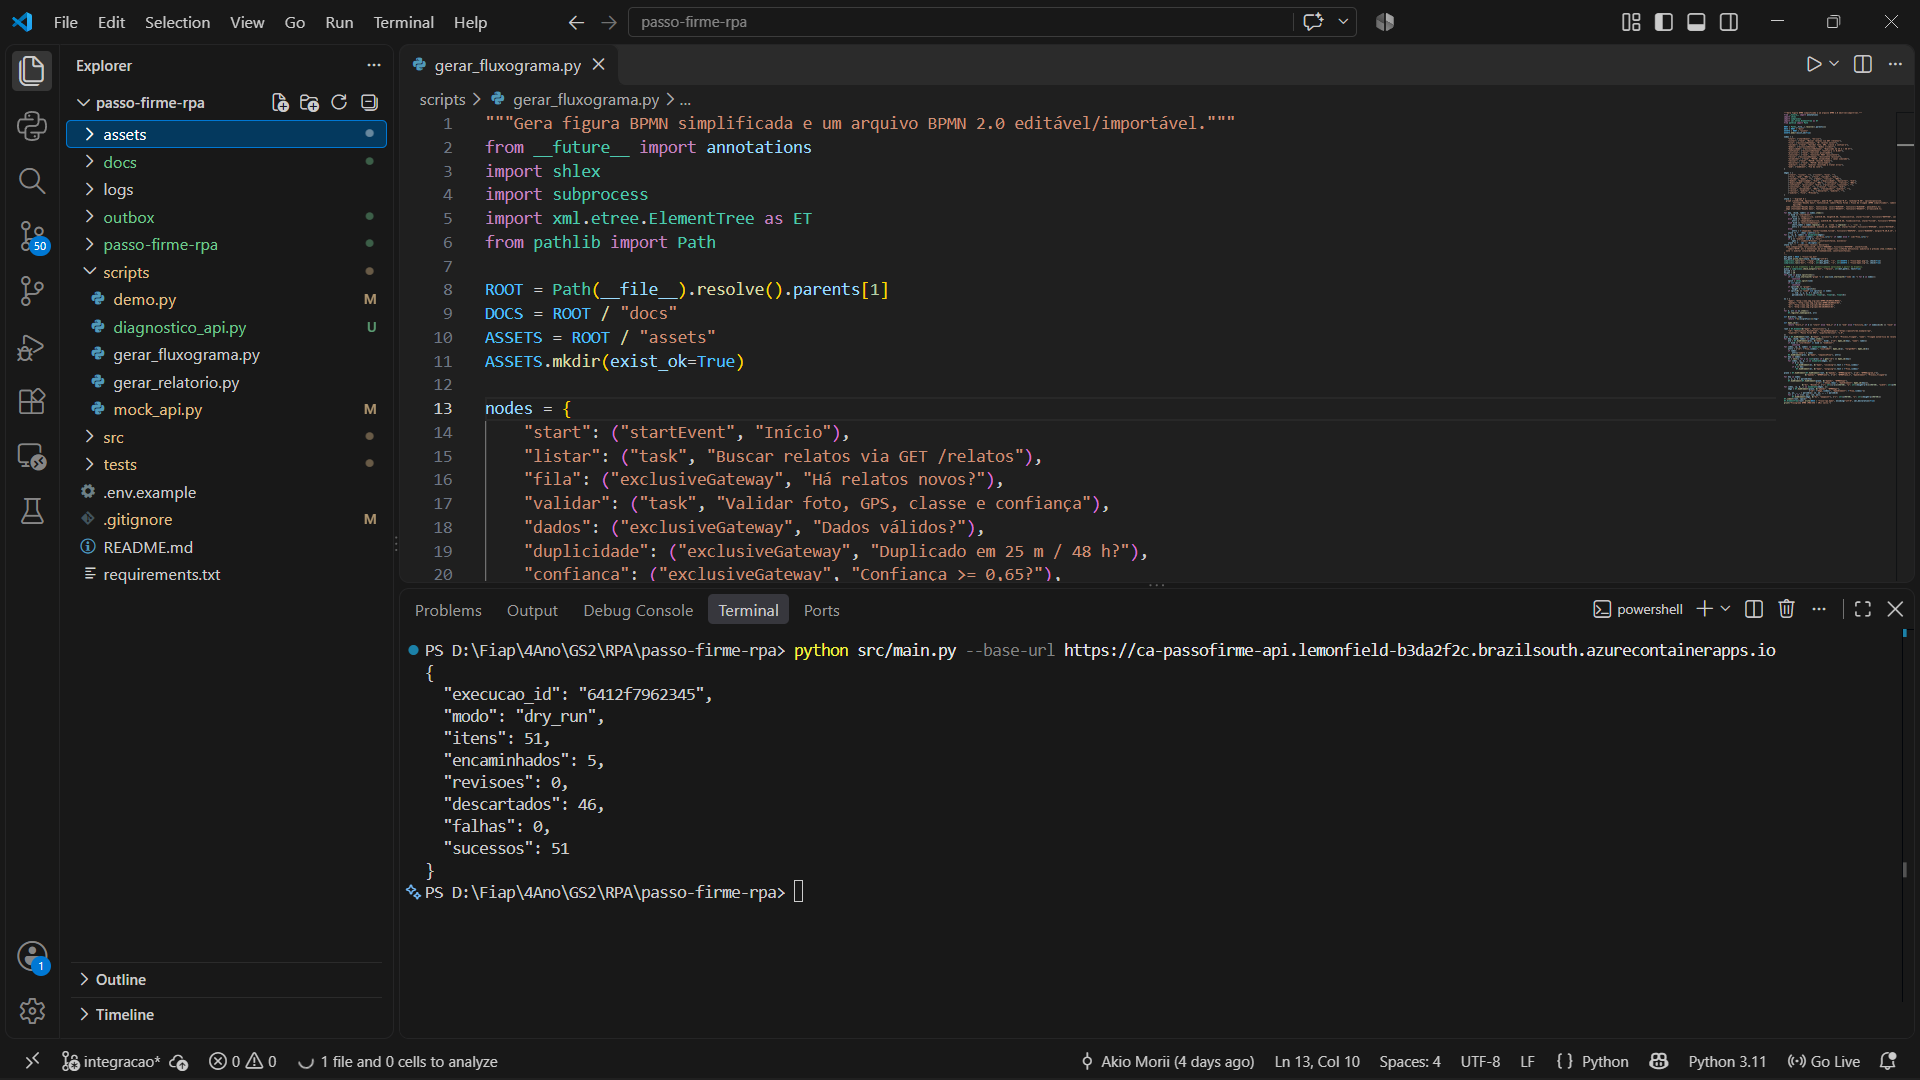 File Edit Selection View Go Run Terminal Help
passo-firme-rpa
Explorer
passo-firme-rpa
assets
docs
logs
outbox
passo-firme-rpa
scripts
demo.py M
diagnostico_api.py U
gerar_fluxograma.py
gerar_relatorio.py
mock_api.py M
src
tests
.env.example
.gitignore M
README.md
requirements.txt
Outline
Timeline
50
1
gerar_fluxograma.py
scripts > gerar_fluxograma.py > ...
1 """Gera figura BPMN simplificada e um arquivo BPMN 2.0 editável/importável."""
2 from __future__ import annotations
3 import shlex
4 import subprocess
5 import xml.etree.ElementTree as ET
6 from pathlib import Path
7
8 ROOT = Path(__file__).resolve().parents[1]
9 DOCS = ROOT / "docs"
10 ASSETS = ROOT / "assets"
11 ASSETS.mkdir(exist_ok=True)
12
13 nodes = {
14 "start": ("startEvent", "Início"),
15 "listar": ("task", "Buscar relatos via GET /relatos"),
16 "fila": ("exclusiveGateway", "Há relatos novos?"),
17 "validar": ("task", "Validar foto, GPS, classe e confiança"),
18 "dados": ("exclusiveGateway", "Dados válidos?"),
19 "duplicidade": ("exclusiveGateway", "Duplicado em 25 m / 48 h?"),
20 "confianca": ("exclusiveGateway", "Confiança >= 0,65?"),
Problems Output Debug Console Terminal Ports
powershell
PS D:\Fiap\4Ano\GS2\RPA\passo-firme-rpa> python src/main.py --base-url https://ca-passofirme-api.lemonfield-b3da2f2c.brazilsouth.azurecontainerapps.io
{
"execucao_id": "6412f7962345",
"modo": "dry_run",
"itens": 51,
"encaminhados": 5,
"revisoes": 0,
"descartados": 46,
"falhas": 0,
"sucessos": 51
}
PS D:\Fiap\4Ano\GS2\RPA\passo-firme-rpa>
integracao* 0 0 1 file and 0 cells to analyze
Akio Morii (4 days ago) Ln 13, Col 10 Spaces: 4 UTF-8 LF { } Python Python 3.11 Go Live